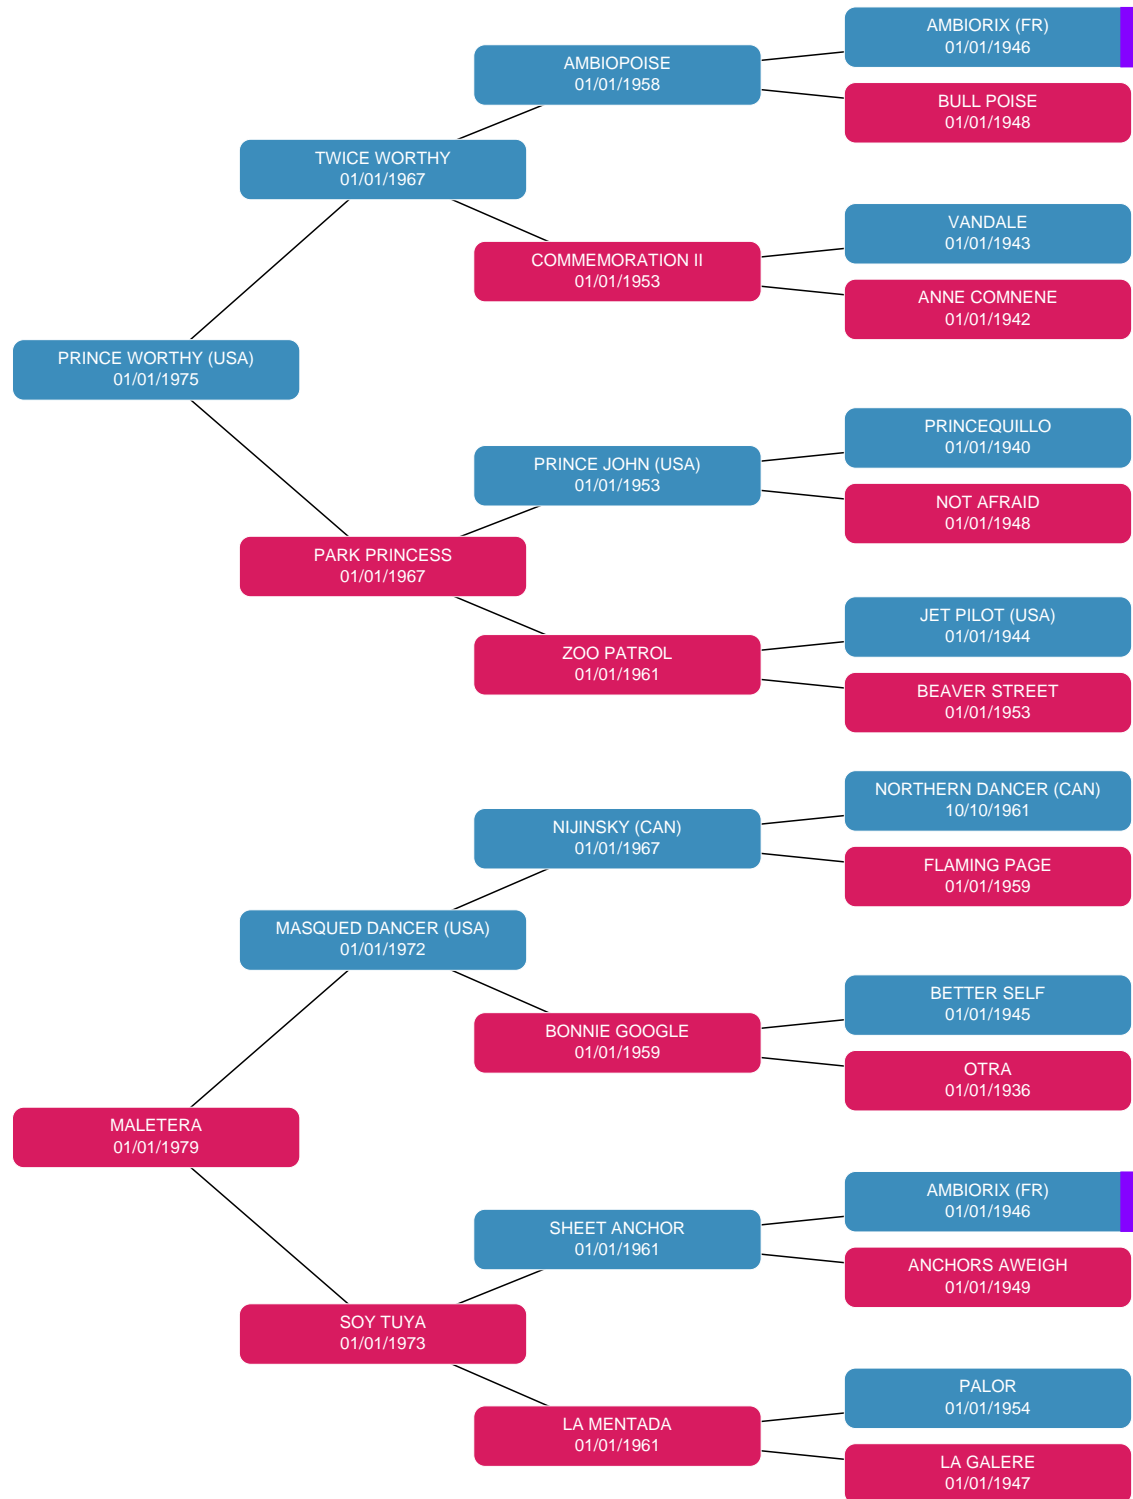 AMBIORIX (FR)
01/01/1946
AMBIOPOISE
01/01/1958
BULL POISE
01/01/1948
TWICE WORTHY
01/01/1967
VANDALE
01/01/1943
COMMEMORATION II
01/01/1953
ANNE COMNENE
01/01/1942
PRINCE WORTHY (USA)
01/01/1975
PRINCEQUILLO
01/01/1940
PRINCE JOHN (USA)
01/01/1953
NOT AFRAID
01/01/1948
PARK PRINCESS
01/01/1967
JET PILOT (USA)
01/01/1944
ZOO PATROL
01/01/1961
BEAVER STREET
01/01/1953
NORTHERN DANCER (CAN)
10/10/1961
NIJINSKY (CAN)
01/01/1967
FLAMING PAGE
01/01/1959
MASQUED DANCER (USA)
01/01/1972
BETTER SELF
01/01/1945
BONNIE GOOGLE
01/01/1959
OTRA
01/01/1936
MALETERA
01/01/1979
AMBIORIX (FR)
01/01/1946
SHEET ANCHOR
01/01/1961
ANCHORS AWEIGH
01/01/1949
SOY TUYA
01/01/1973
PALOR
01/01/1954
LA MENTADA
01/01/1961
LA GALERE
01/01/1947